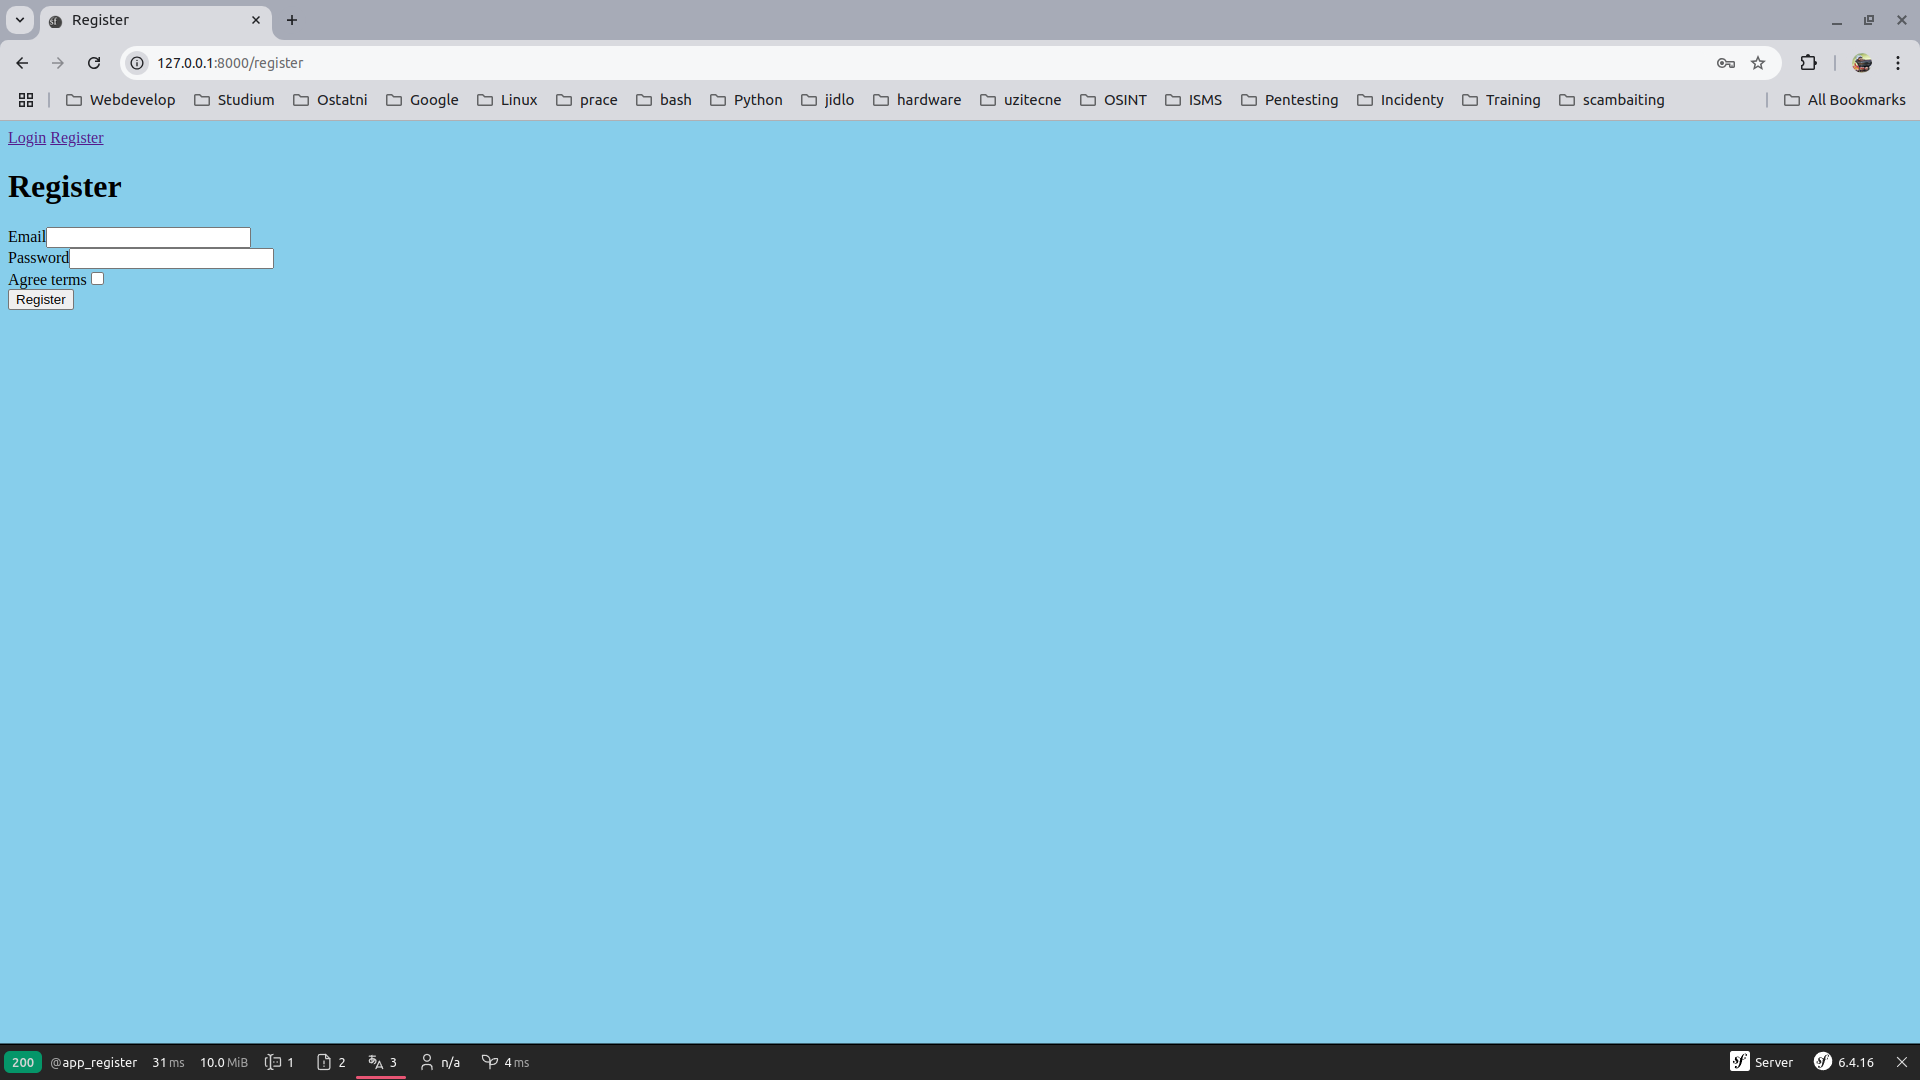 Register
127.0.0.1:8000/register
Webdevelop Studium Ostatni Google Linux prace bash Python jidlo hardware uzitecne OSINT ISMS Pentesting Incidenty Training scambaiting All Bookmarks
Login Register
Register
Email
Password
Agree terms
Register
200 @app_register 31 ms 10.0 MiB 1 2 3 n/a 4 ms sf Server sf 6.4.16